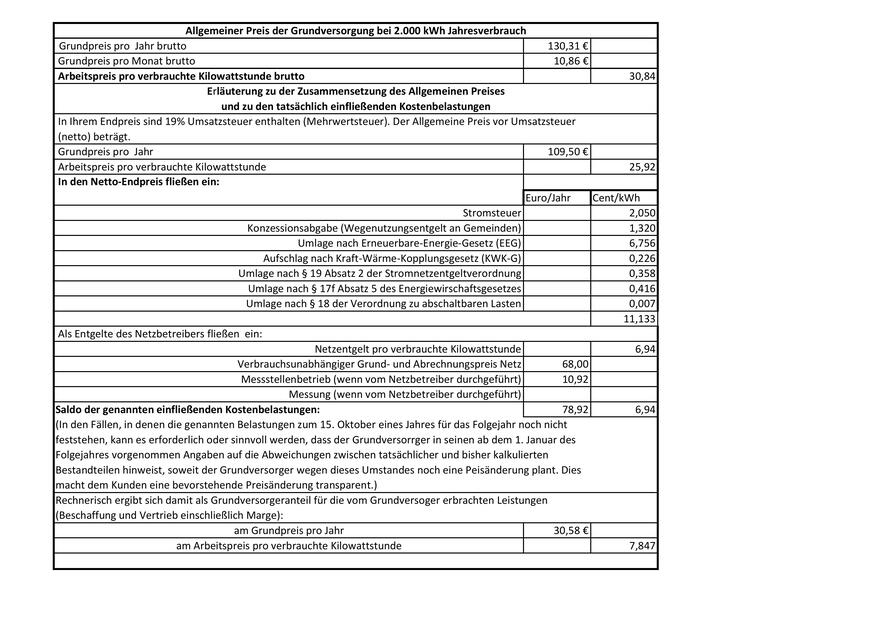 Allgemeiner Preis der Grundversorgung bei 2.000 kWh Jahresverbrauch
Grundpreis pro Jahr brutto 130,31 €
Grundpreis pro Monat brutto 10,86 €
Arbeitspreis pro verbrauchte Kilowattstunde brutto 30,84
Erläuterung zu der Zusammensetzung des Allgemeinen Preises
und zu den tatsächlich einfließenden Kostenbelastungen
In Ihrem Endpreis sind 19% Umsatzsteuer enthalten (Mehrwertsteuer). Der Allgemeine Preis vor Umsatzsteuer
(netto) beträgt.
Grundpreis pro Jahr 109,50 €
Arbeitspreis pro verbrauchte Kilowattstunde 25,92
In den Netto-Endpreis fließen ein:
Euro/Jahr Cent/kWh
Stromsteuer 2,050
Konzessionsabgabe (Wegenutzungsentgelt an Gemeinden) 1,320
Umlage nach Erneuerbare-Energie-Gesetz (EEG) 6,756
Aufschlag nach Kraft-Wärme-Kopplungsgesetz (KWK-G) 0,226
Umlage nach § 19 Absatz 2 der Stromnetzentgeltverordnung 0,358
Umlage nach § 17f Absatz 5 des Energiewirtschaftsgesetzes 0,416
Umlage nach § 18 der Verordnung zu abschaltbaren Lasten 0,007
11,133
Als Entgelte des Netzbetreibers fließen ein:
Netzentgelt pro verbrauchte Kilowattstunde 6,94
Verbrauchsunabhängiger Grund- und Abrechnungspreis Netz 68,00
Messstellenbetrieb (wenn vom Netzbetreiber durchgeführt) 10,92
Messung (wenn vom Netzbetreiber durchgeführt)
Saldo der genannten einfließenden Kostenbelastungen: 78,92 6,94
(In den Fällen, in denen die genannten Belastungen zum 15. Oktober eines Jahres für das Folgejahr noch nicht
feststehen, kann es erforderlich oder sinnvoll werden, dass der Grundversorrger in seinen ab dem 1. Januar des
Folgejahres vorgenommen Angaben auf die Abweichungen zwischen tatsächlicher und bisher kalkulierten
Bestandteilen hinweist, soweit der Grundversorger wegen dieses Umstandes noch eine Peisänderung plant. Dies
macht dem Kunden eine bevorstehende Preisänderung transparent.)
Rechnerisch ergibt sich damit als Grundversorgeranteil für die vom Grundversoger erbrachten Leistungen
(Beschaffung und Vertrieb einschließlich Marge):
am Grundpreis pro Jahr 30,58 €
am Arbeitspreis pro verbrauchte Kilowattstunde 7,847